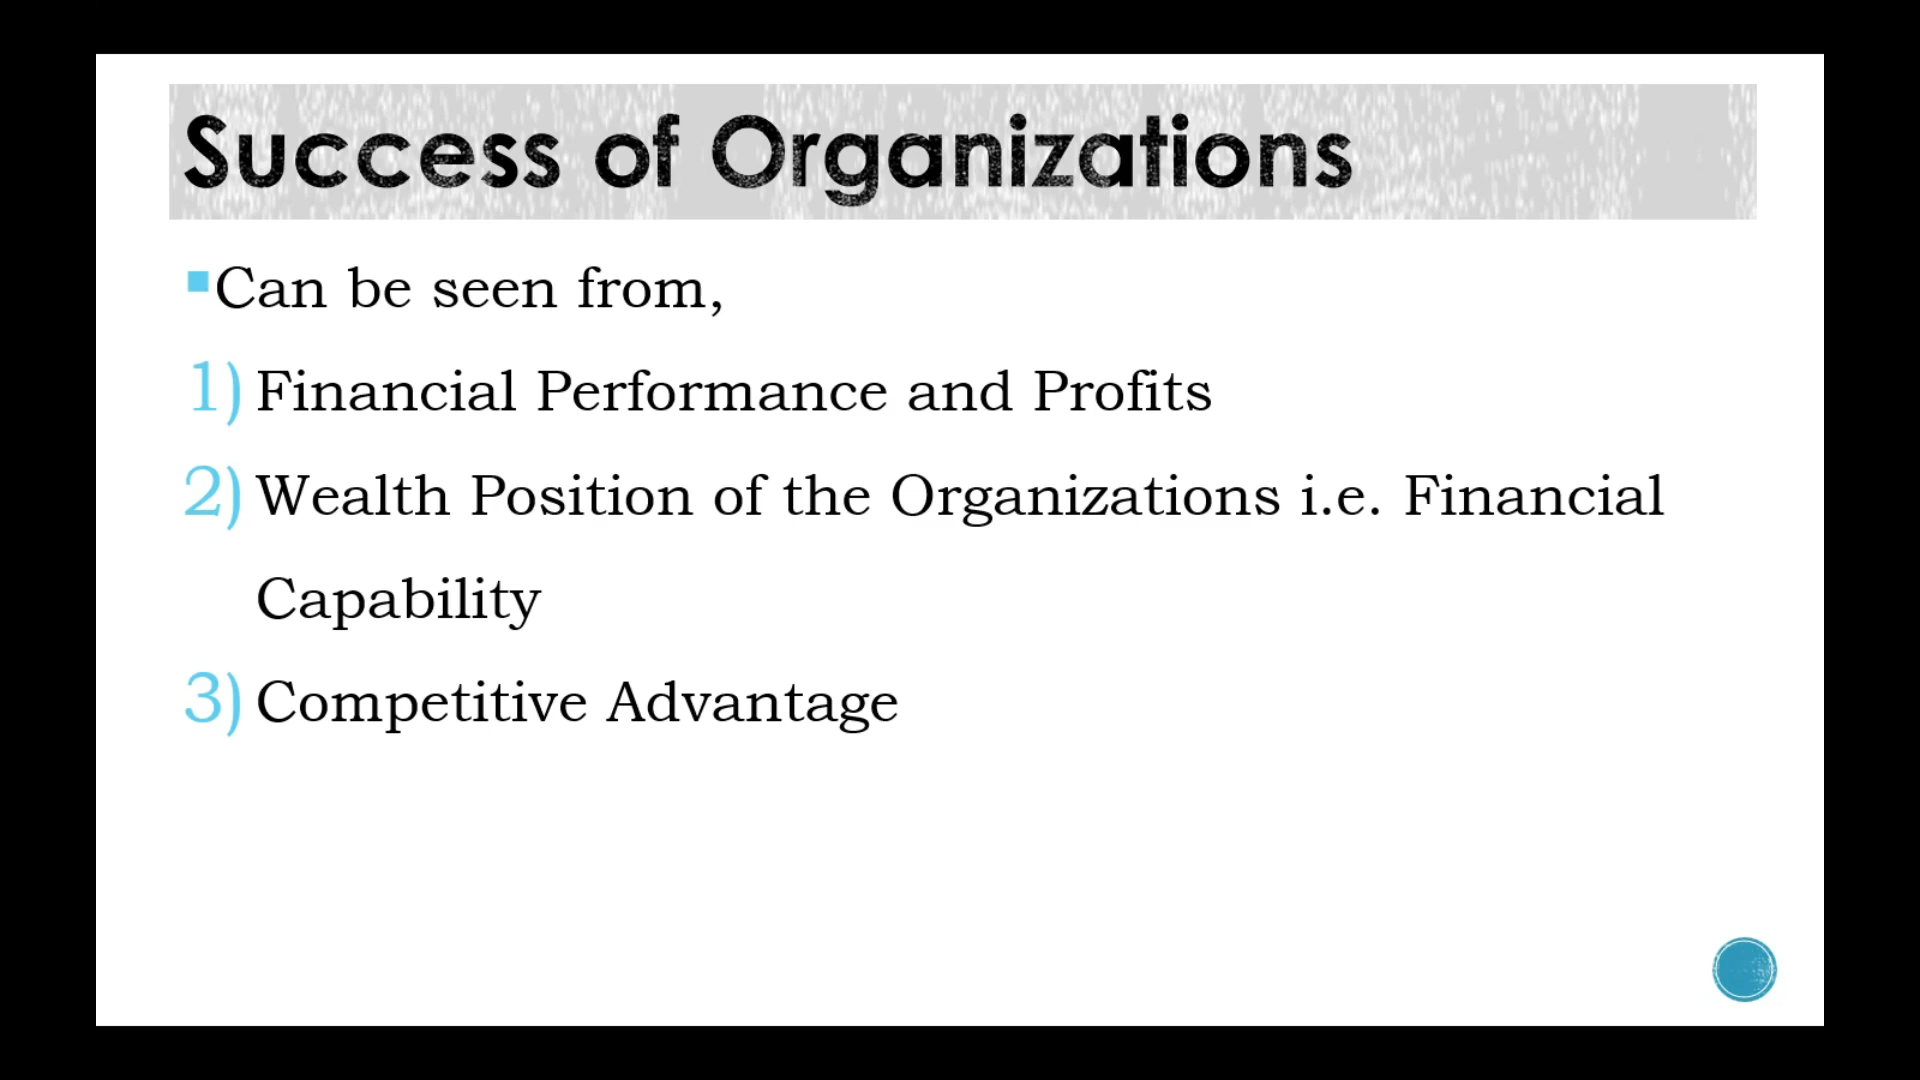 Success of Organizations
▪Can be seen from,
1) Financial Performance and Profits
2) Wealth Position of the Organizations i.e. Financial
Capability
3) Competitive Advantage